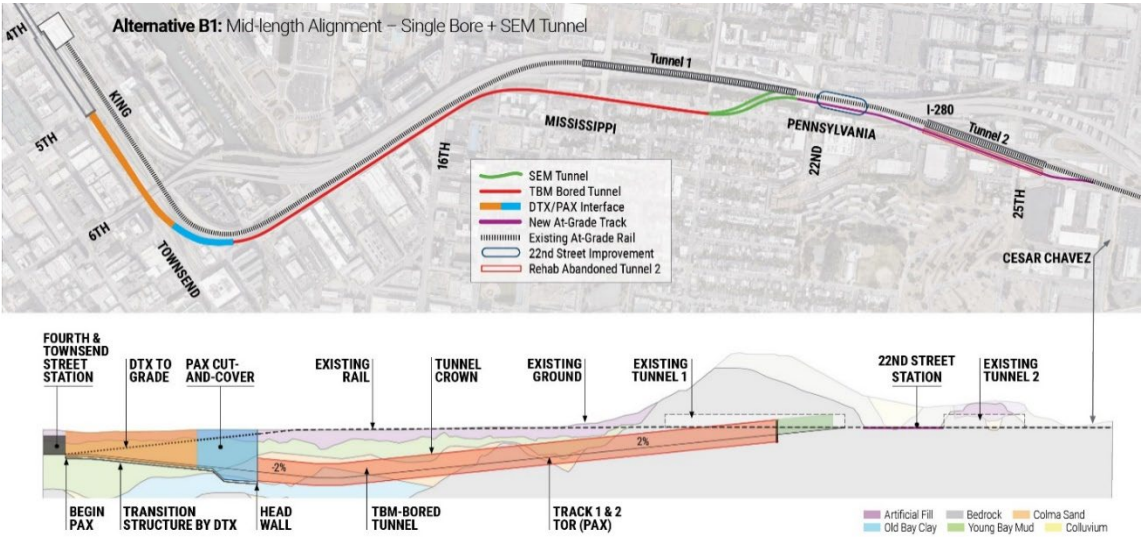 Alternative B1: Mid-length Alignment – Single Bore + SEM Tunnel
4TH
KING
5TH
6TH
TOWNSEND
16TH
MISSISSIPPI
Tunnel 1
PENNSYLVANIA
22ND
I-280
Tunnel 2
25TH
CESAR CHAVEZ
SEM Tunnel
TBM Bored Tunnel
DTX/PAX Interface
New At-Grade Track
Existing At-Grade Rail
22nd Street Improvement
Rehab Abandoned Tunnel 2
FOURTH &
TOWNSEND
STREET
STATION
DTX TO
GRADE
PAX CUT-
AND-COVER
EXISTING
RAIL
TUNNEL
CROWN
EXISTING
GROUND
EXISTING
TUNNEL 1
22ND STREET
STATION
EXISTING
TUNNEL 2
-2%
2%
BEGIN
PAX
TRANSITION
STRUCTURE BY DTX
HEAD
WALL
TBM-BORED
TUNNEL
TRACK 1 & 2
TOR (PAX)
Artificial Fill
Bedrock
Colma Sand
Old Bay Clay
Young Bay Mud
Colluvium